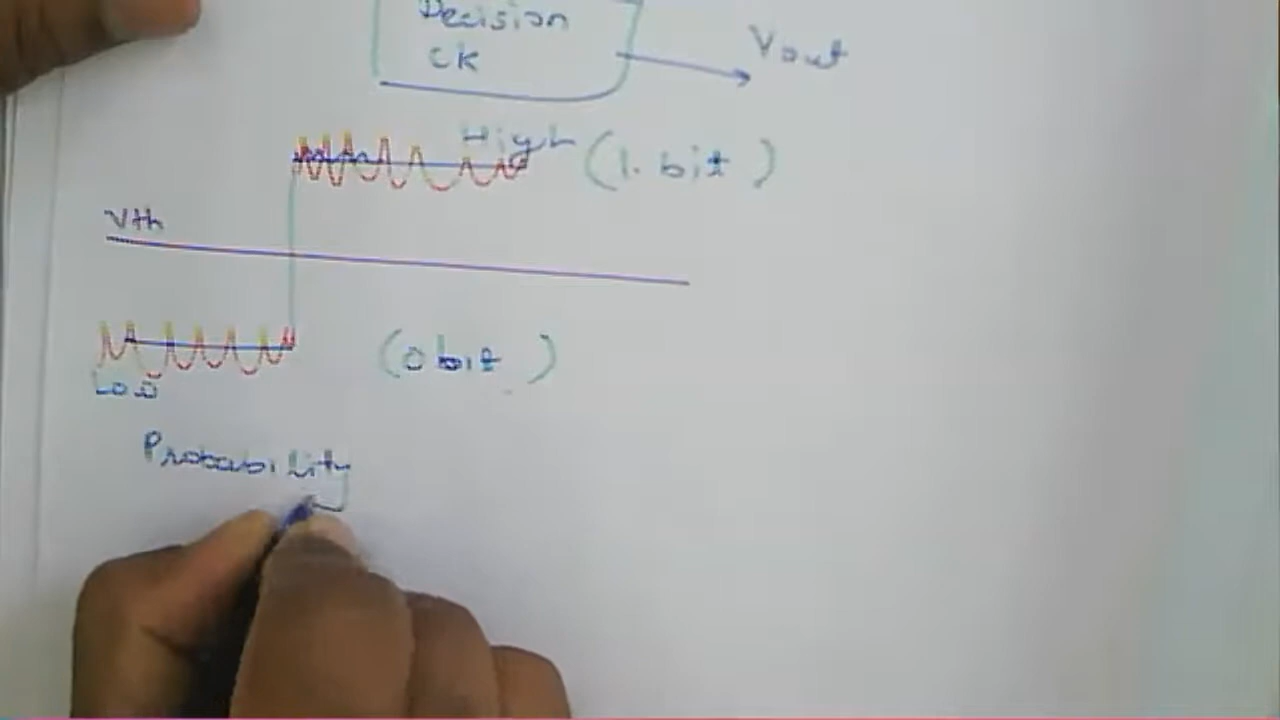 Decision
CK
Vout
High (1. bit )
Vth
(0 bit )
Low
Probability